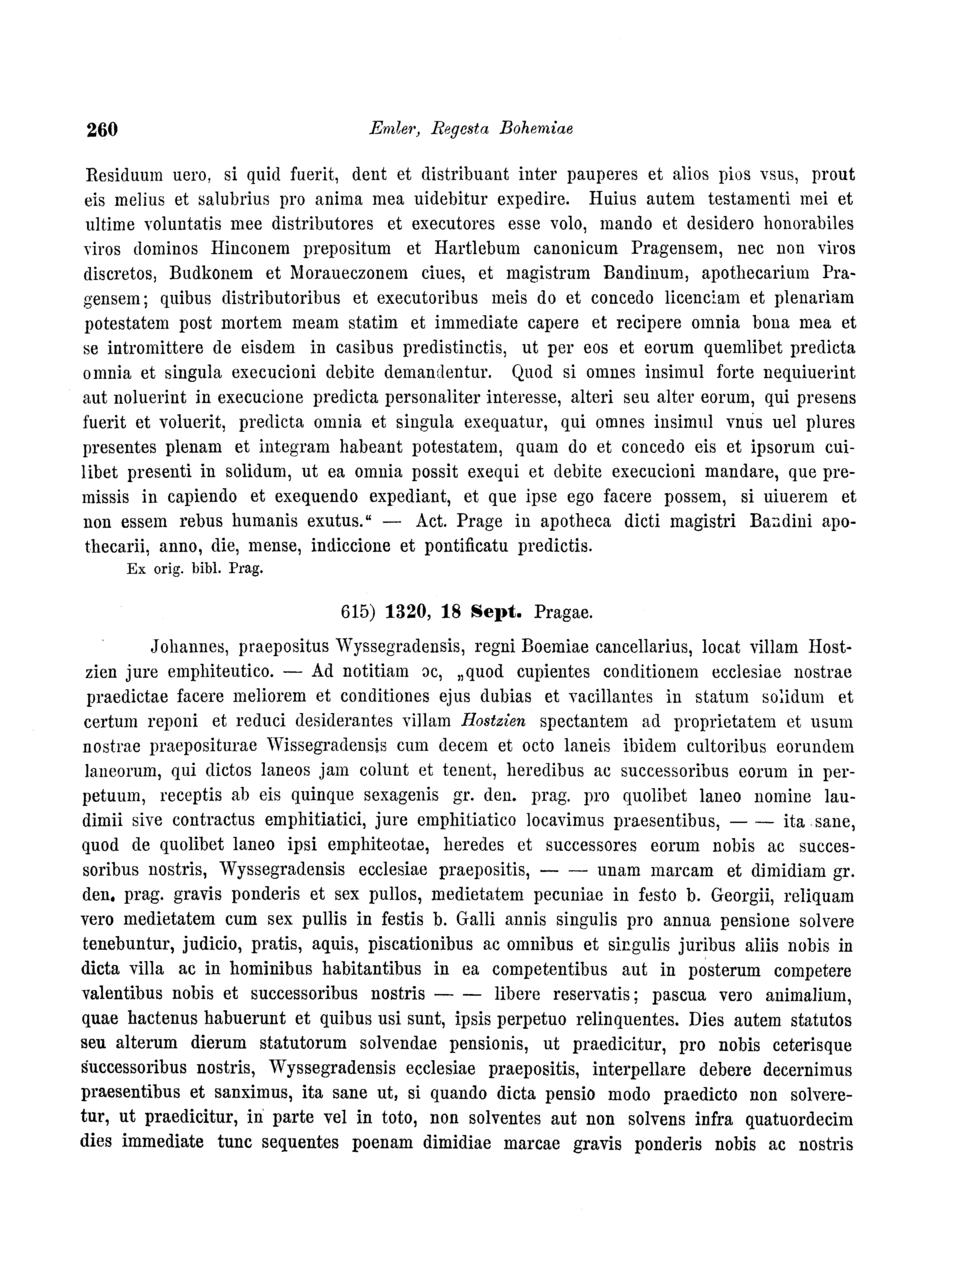 260 Emler, Regesta Bohemiae
Residuum uero, si quid fuerit, dent et distribuant inter pauperes et alios pios vsus, prout
eis melius et salubrius pro anima mea uidebitur expedire. Huius autem testamenti mei et
ultime voluntatis mee distributores et executores esse volo, mando et desidero honorabiles
viros dominos Hinconem prepositum et Hartlebum canonicum Pragensem, nec non viros
discretos, Budkonem et Moraueczonem ciues, et magistrum Bandinum, apothecarium Pra-
gensem; quibus distributoribus et executoribus meis do et concedo licenciam et plenariam
potestatem post mortem meam statim et immediate capere et recipere omnia bona mea et
se intromittere de eisdem in casibus predistinctis, ut per eos et eorum quemlibet predicta
omnia et singula execucioni debite demandentur. Quod si omnes insimul forte nequiuerint
aut noluerint in execucione predicta personaliter interesse, alteri seu alter eorum, qui presens
fuerit et voluerit, predicta omnia et singula exequatur, qui omnes insimul vnus uel plures
presentes plenam et integram habeant potestatem, quam do et concedo eis et ipsorum cui-
libet presenti in solidum, ut ea omnia possit exequi et debite execucioni mandare, que pre-
missis in capiendo et exequendo expediant, et que ipse ego facere possem, si uiuerem et
non essem rebus humanis exutus.“ — Act. Prage in apotheca dicti magistri Bandini apo-
thecarii, anno, die, mense, indiccione et pontificatu predictis.
Ex orig. bibl. Prag.
615) 1320, 18 Sept. Pragae.
Johannes, praepositus Wyssegradensis, regni Boemiae cancellarius, locat villam Host-
zien jure emphiteutico. — Ad notitiam ꝛc, „quod cupientes conditionem ecclesiae nostrae
praedictae facere meliorem et conditiones ejus dubias et vacillantes in statum solidum et
certum reponi et reduci desiderantes villam Hostzien spectantem ad proprietatem et usum
nostrae praepositurae Wissegradensis cum decem et octo laneis ibidem cultoribus eorundem
laneorum, qui dictos laneos jam colunt et tenent, heredibus ac successoribus eorum in per-
petuum, receptis ab eis quinque sexagenis gr. den. prag. pro quolibet laneo nomine lau-
dimii sive contractus emphitiatici, jure emphitiatico locavimus praesentibus, — — ita sane,
quod de quolibet laneo ipsi emphiteotae, heredes et successores eorum nobis ac succes-
soribus nostris, Wyssegradensis ecclesiae praepositis, — — unam marcam et dimidiam gr.
den. prag. gravis ponderis et sex pullos, medietatem pecuniae in festo b. Georgii, reliquam
vero medietatem cum sex pullis in festis b. Galli annis singulis pro annua pensione solvere
tenebuntur, judicio, pratis, aquis, piscationibus ac omnibus et singulis juribus aliis nobis in
dicta villa ac in hominibus habitantibus in ea competentibus aut in posterum competere
valentibus nobis et successoribus nostris — — libere reservatis; pascua vero animalium,
quae hactenus habuerunt et quibus usi sunt, ipsis perpetuo relinquentes. Dies autem statutos
seu alterum dierum statutorum solvendae pensionis, ut praedicitur, pro nobis ceterisque
successoribus nostris, Wyssegradensis ecclesiae praepositis, interpellare debere decernimus
praesentibus et sanximus, ita sane ut, si quando dicta pensio modo praedicto non solvere-
tur, ut praedicitur, in parte vel in toto, non solventes aut non solvens infra quatuordecim
dies immediate tunc sequentes poenam dimidiae marcae gravis ponderis nobis ac nostris